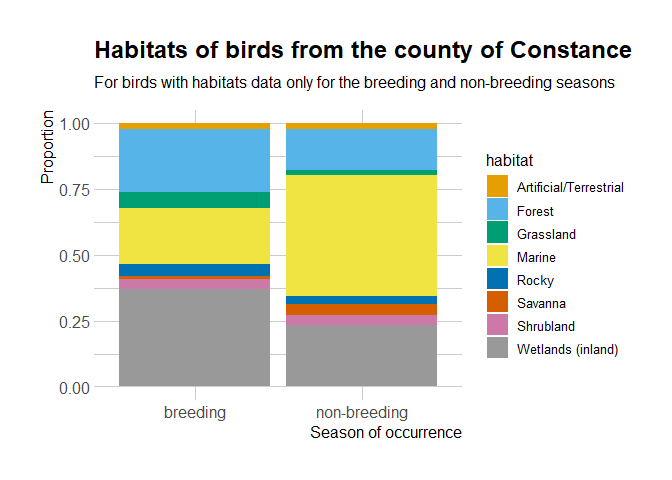 Habitats of birds from the county of Constance
For birds with habitats data only for the breeding and non-breeding seasons
Proportion
1.00
0.75
0.50
0.25
0.00
breeding
non-breeding
Season of occurrence
habitat
Artificial/Terrestrial
Forest
Grassland
Marine
Rocky
Savanna
Shrubland
Wetlands (inland)